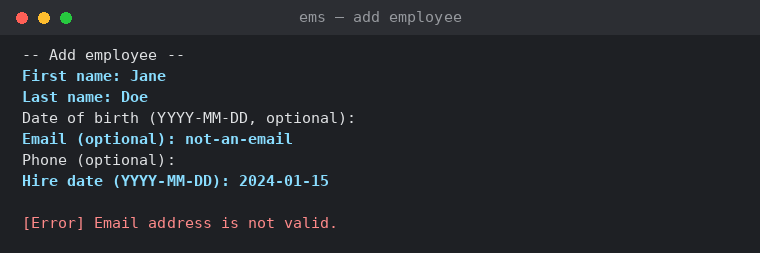 ems — add employee
-- Add employee --
First name: Jane
Last name: Doe
Date of birth (YYYY-MM-DD, optional):
Email (optional): not-an-email
Phone (optional):
Hire date (YYYY-MM-DD): 2024-01-15
[Error] Email address is not valid.